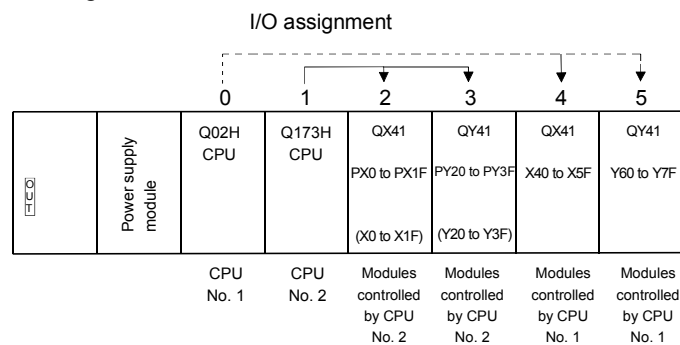 I/O assignment
0 1 2 3 4 5
OUT
Power supply
module
Q02H
CPU
Q173H
CPU
QX41
PX0 to PX1F
(X0 to X1F)
QY41
PY20 to PY3F
(Y20 to Y3F)
QX41
X40 to X5F
QY41
Y60 to Y7F
CPU
No. 1
CPU
No. 2
Modules
controlled
by CPU
No. 2
Modules
controlled
by CPU
No. 2
Modules
controlled
by CPU
No. 1
Modules
controlled
by CPU
No. 1